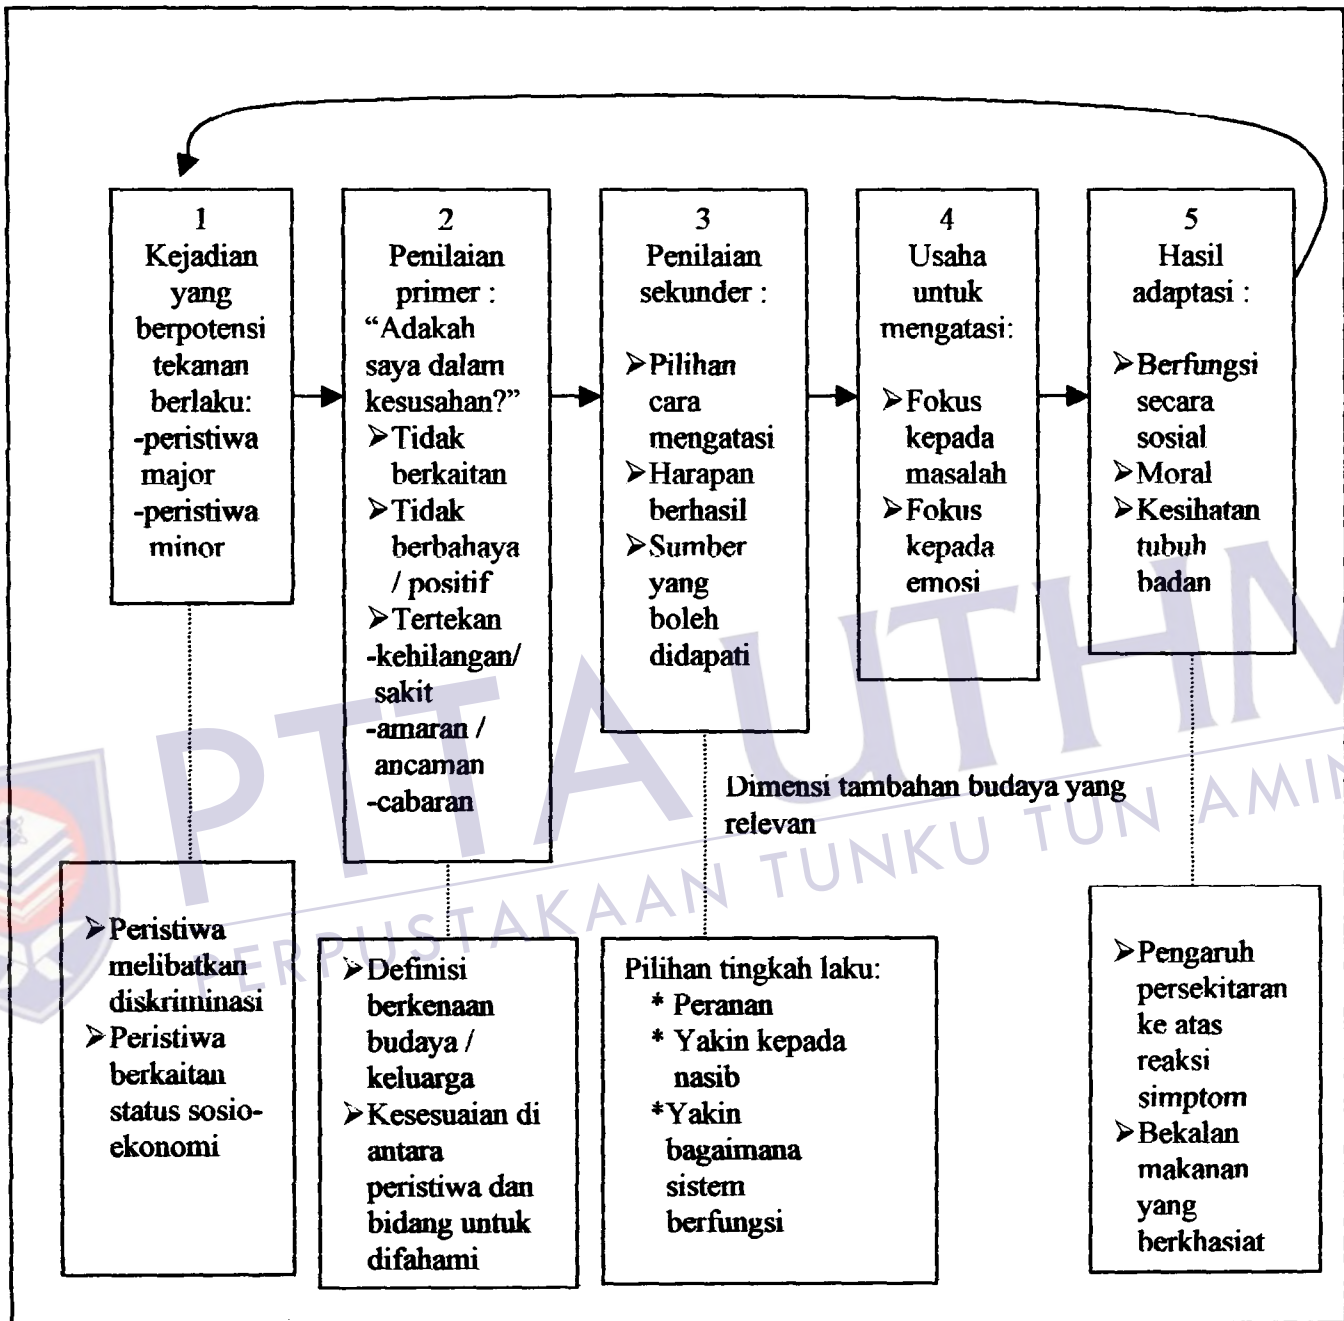 1
Kejadian
yang
berpotensi
tekanan
berlaku:
-peristiwa
major
-peristiwa
minor
2
Penilaian
primer :
“Adakah
saya dalam
kesusahan?”
➢Tidak
berkaitan
➢Tidak
berbahaya
/ positif
➢Tertekan
-kehilangan/
sakit
-amaran /
ancaman
-cabaran
3
Penilaian
sekunder :
➢Pilihan
cara
mengatasi
➢Harapan
berhasil
➢Sumber
yang
boleh
didapati
4
Usaha
untuk
mengatasi:
➢Fokus
kepada
masalah
➢Fokus
kepada
emosi
5
Hasil
adaptasi :
➢Berfungsi
secara
sosial
➢Moral
➢Kesihatan
tubuh
badan
Dimensi tambahan budaya yang
relevan
➢Peristiwa
melibatkan
diskriminasi
➢Peristiwa
berkaitan
status sosio-
ekonomi
➢Definisi
berkenaan
budaya /
keluarga
➢Kesesuaian di
antara
peristiwa dan
bidang untuk
difahami
Pilihan tingkah laku:
* Peranan
* Yakin kepada
nasib
*Yakin
bagaimana
sistem
berfungsi
➢Pengaruh
persekitaran
ke atas
reaksi
simptom
➢Bekalan
makanan
yang
berkhasiat
PTTA UTHM
PERPUSTAKAAN TUNKU TUN AMIN